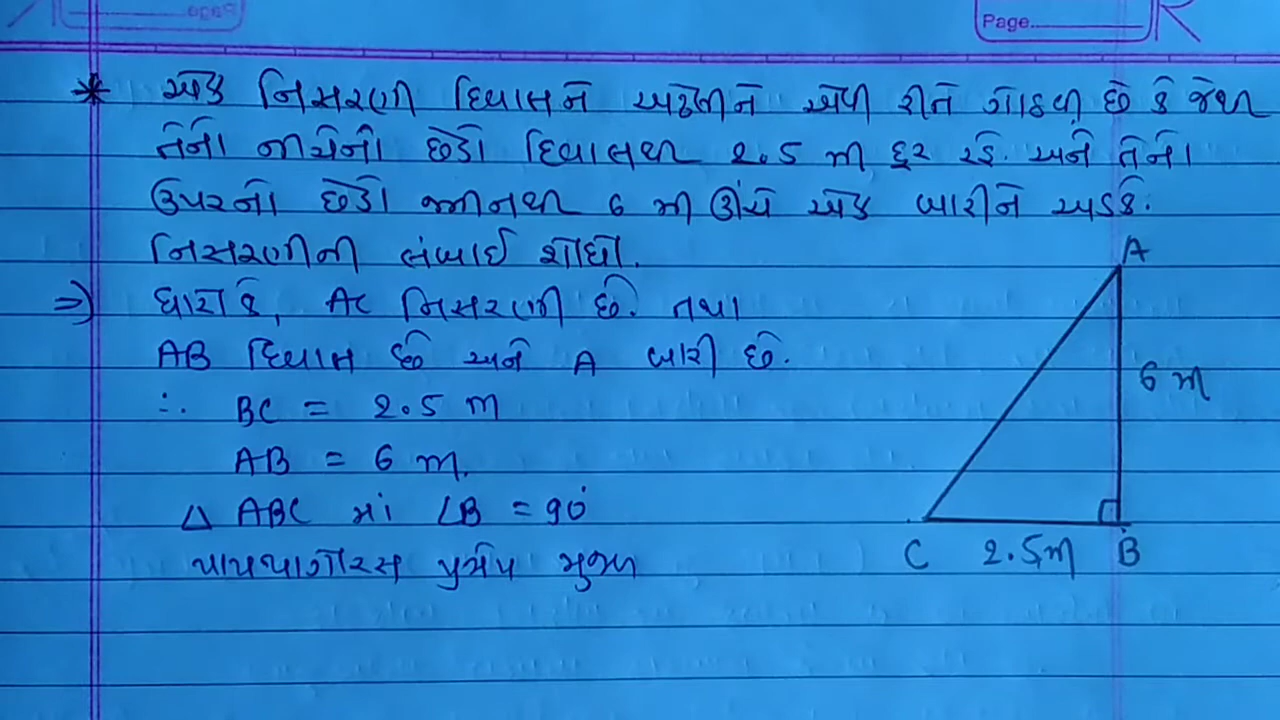 Page
* એક નિસરણી દિવાલને અઢેલીને એવી રીતે ગોઠવી છે કે જેથી
તેનો નીચેનો છેડો દિવાલથી 2.5 મી દુર રહે. અને તેનો
ઉપરનો છેડો જમીનથી 6 મી ઊંચે એક બારીને અડકે.
નિસરણીની લંબાઈ શોધો.
⇒ ધારો કે, AC નિસરણી છે. તથા
AB દિવાલ છે અને A બારી છે.
∴ BC = 2.5 m
AB = 6 m.
△ ABC માં ∠B = 90°
પાયથાગોરસ પ્રમેય મુજબ
A
6 મી
C 2.5મી B